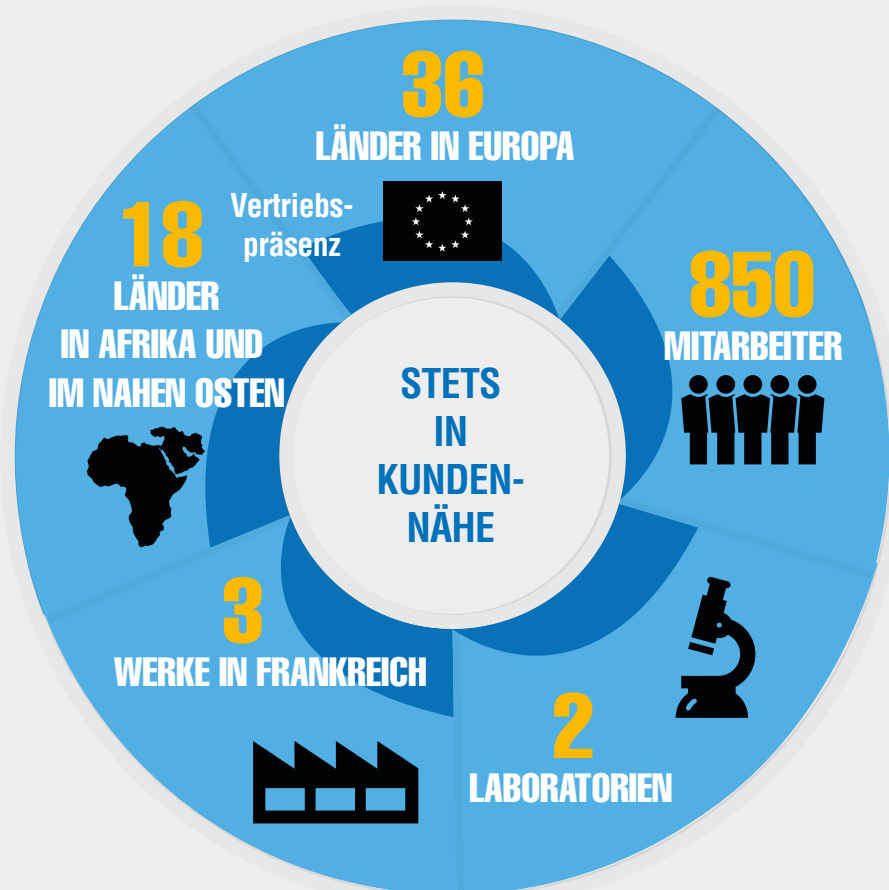 36
LÄNDER IN EUROPA
Vertriebs-
präsenz
18
LÄNDER
IN AFRIKA UND
IM NAHEN OSTEN
850
MITARBEITER
STETS
IN
KUNDEN-
NÄHE
3
WERKE IN FRANKREICH
2
LABORATORIEN